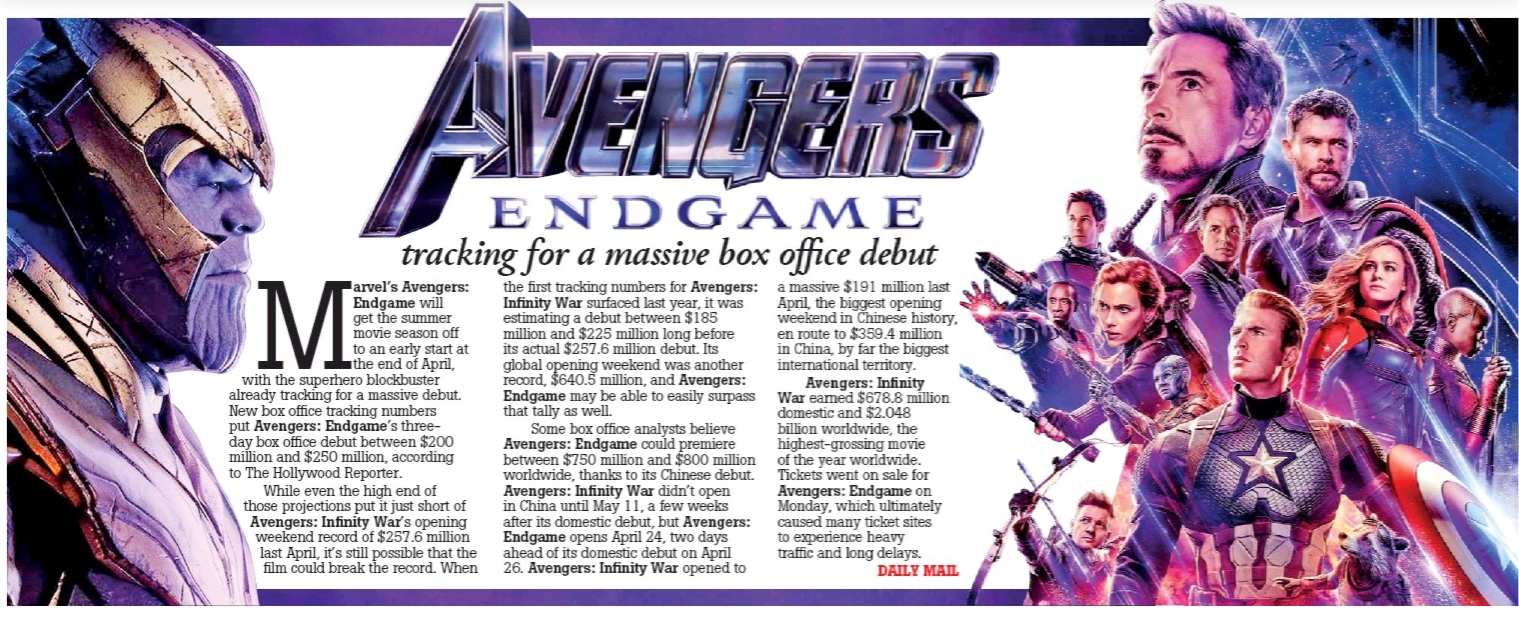 AVENGERS
ENDGAME
tracking for a massive box office debut
Marvel's Avengers:
Endgame will
get the summer
movie season off
to an early start at
the end of April,
with the superhero blockbuster
already tracking for a massive debut.
New box office tracking numbers
put Avengers: Endgame's three-
day box office debut between $200
million and $250 million, according
to The Hollywood Reporter.
While even the high end of
those projections put it just short of
Avengers: Infinity War's opening
weekend record of $257.6 million
last April, it's still possible that the
film could break the record. When
the first tracking numbers for Avengers:
Infinity War surfaced last year, it was
estimating a debut between $185
million and $225 million long before
its actual $257.6 million debut. Its
global opening weekend was another
record, $640.5 million, and Avengers:
Endgame may be able to easily surpass
that tally as well.
Some box office analysts believe
Avengers: Endgame could premiere
between $750 million and $800 million
worldwide, thanks to its Chinese debut.
Avengers: Infinity War didn't open
in China until May 11, a few weeks
after its domestic debut, but Avengers:
Endgame opens April 24, two days
ahead of its domestic debut on April
26. Avengers: Infinity War opened to
a massive $191 million last
April, the biggest opening
weekend in Chinese history,
en route to $359.4 million
in China, by far the biggest
international territory.
Avengers: Infinity
War earned $678.8 million
domestic and $2.048
billion worldwide, the
highest-grossing movie
of the year worldwide.
Tickets went on sale for
Avengers: Endgame on
Monday, which ultimately
caused many ticket sites
to experience heavy
traffic and long delays.
DAILY MAIL